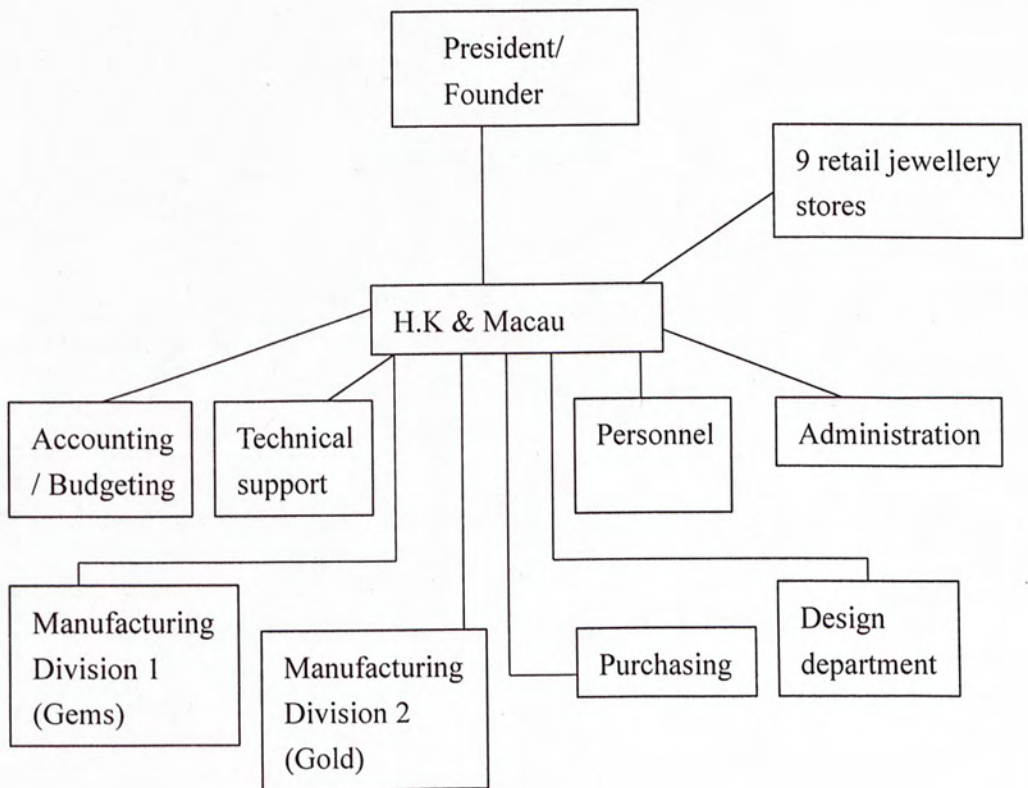 President/
Founder
9 retail jewellery
stores
H.K & Macau
Accounting
/ Budgeting
Technical
support
Personnel
Administration
Manufacturing
Division 1
(Gems)
Manufacturing
Division 2
(Gold)
Purchasing
Design
department